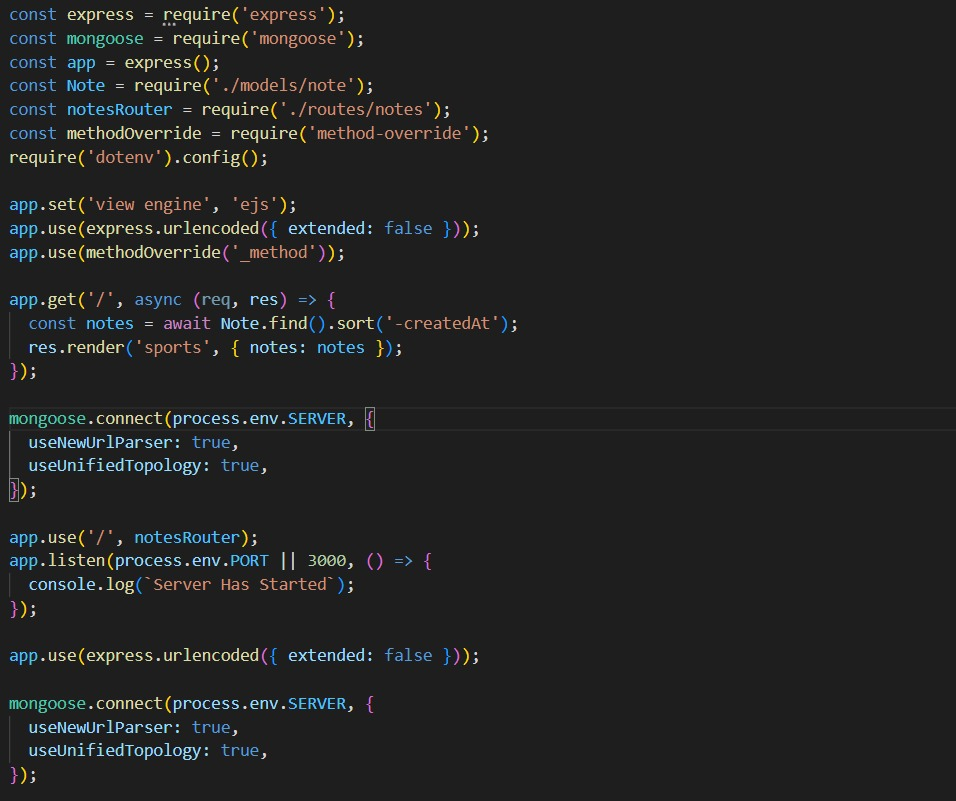 const express = require('express');
const mongoose = require('mongoose');
const app = express();
const Note = require('./models/note');
const notesRouter = require('./routes/notes');
const methodOverride = require('method-override');
require('dotenv').config();

app.set('view engine', 'ejs');
app.use(express.urlencoded({ extended: false }));
app.use(methodOverride('_method'));

app.get('/', async (req, res) => {
  const notes = await Note.find().sort('-createdAt');
  res.render('sports', { notes: notes });
});

mongoose.connect(process.env.SERVER, {
  useNewUrlParser: true,
  useUnifiedTopology: true,
});

app.use('/', notesRouter);
app.listen(process.env.PORT || 3000, () => {
  console.log(`Server Has Started`);
});

app.use(express.urlencoded({ extended: false }));

mongoose.connect(process.env.SERVER, {
  useNewUrlParser: true,
  useUnifiedTopology: true,
});